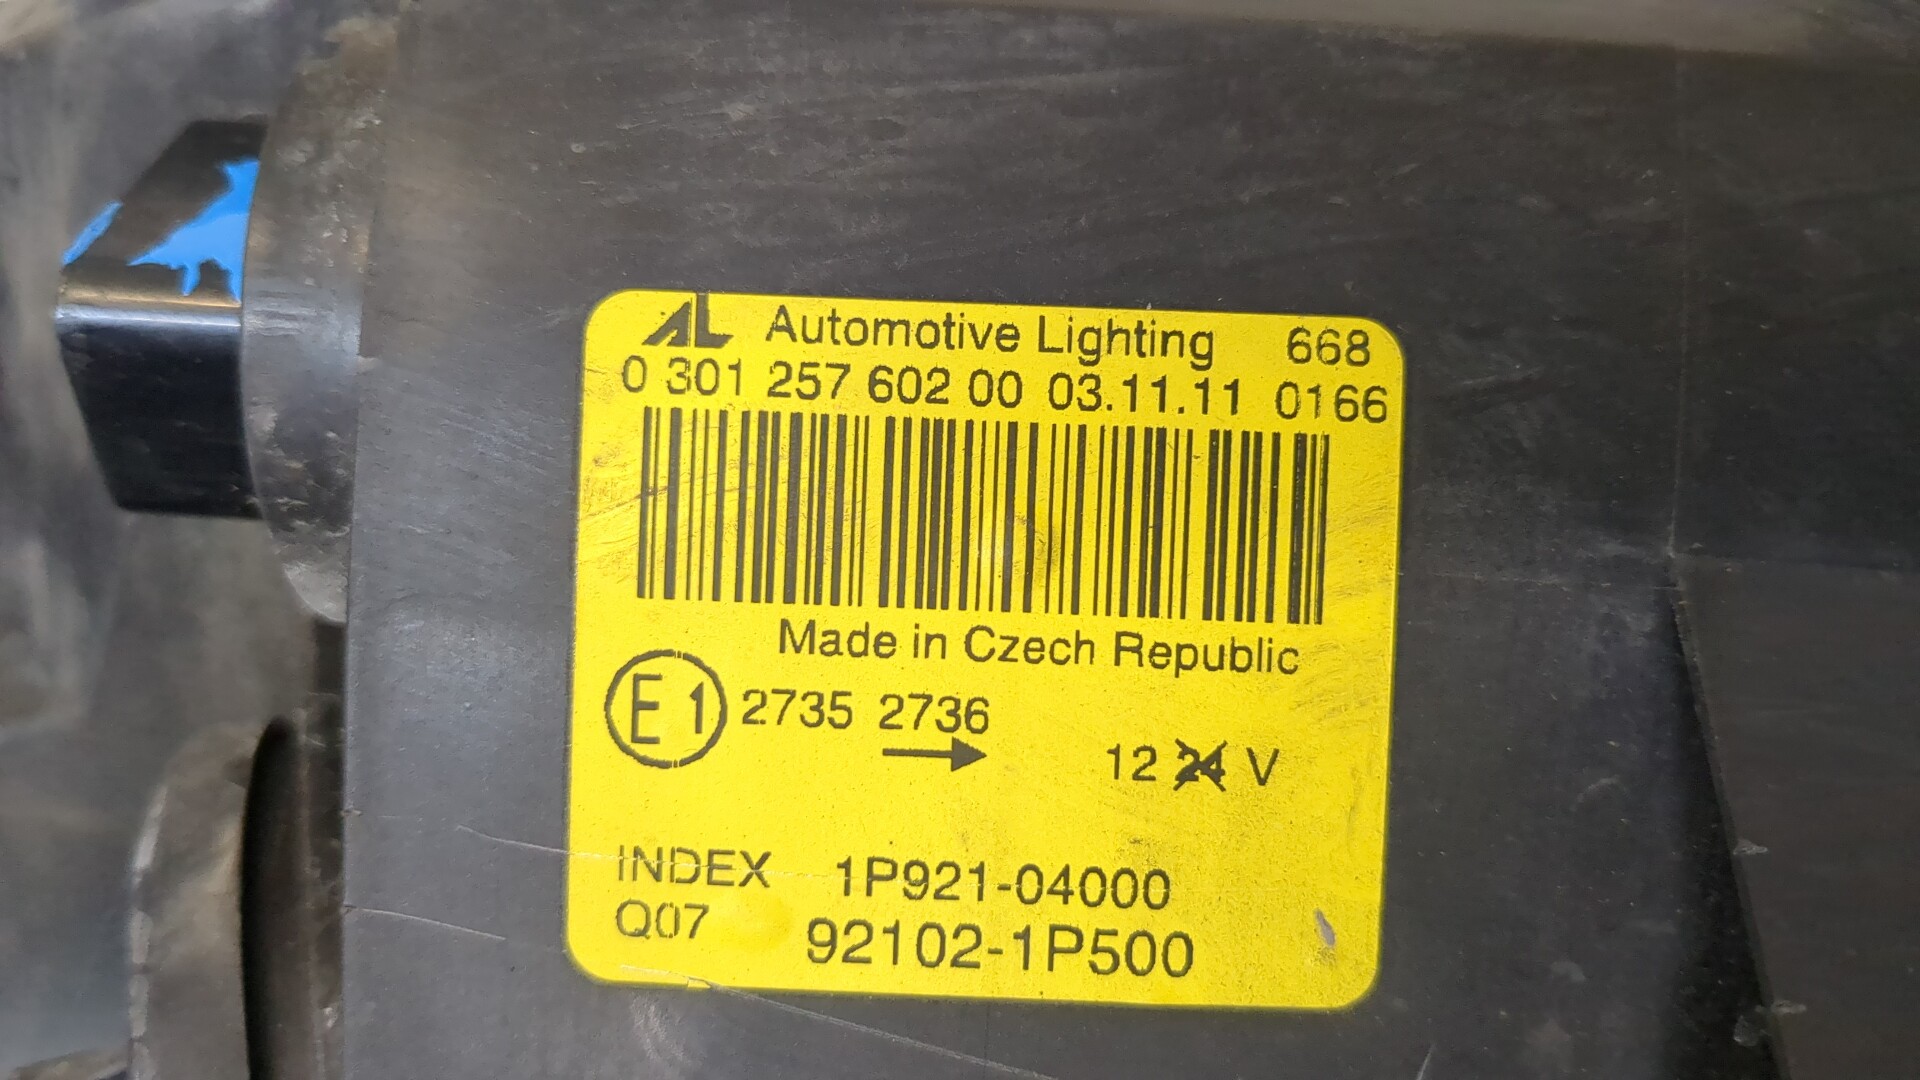 AL Automotive Lighting 668
0 301 257 602 00 03.11.11 0166
Made in Czech Republic
E1 2735 2736
12 24 V
INDEX 1P921-04000
Q07 92102-1P500